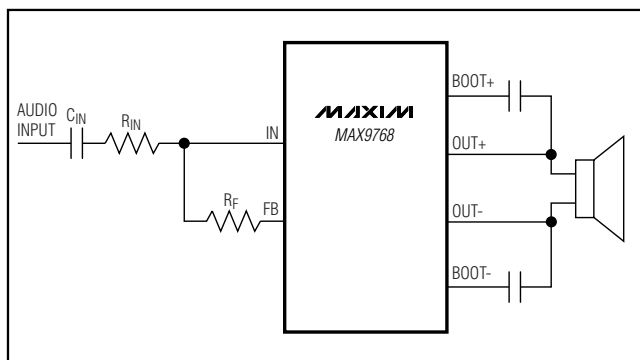 AUDIO
INPUT
CIN
RIN
IN
RF
FB
MAXIM
MAX9768
BOOT+
OUT+
OUT-
BOOT-